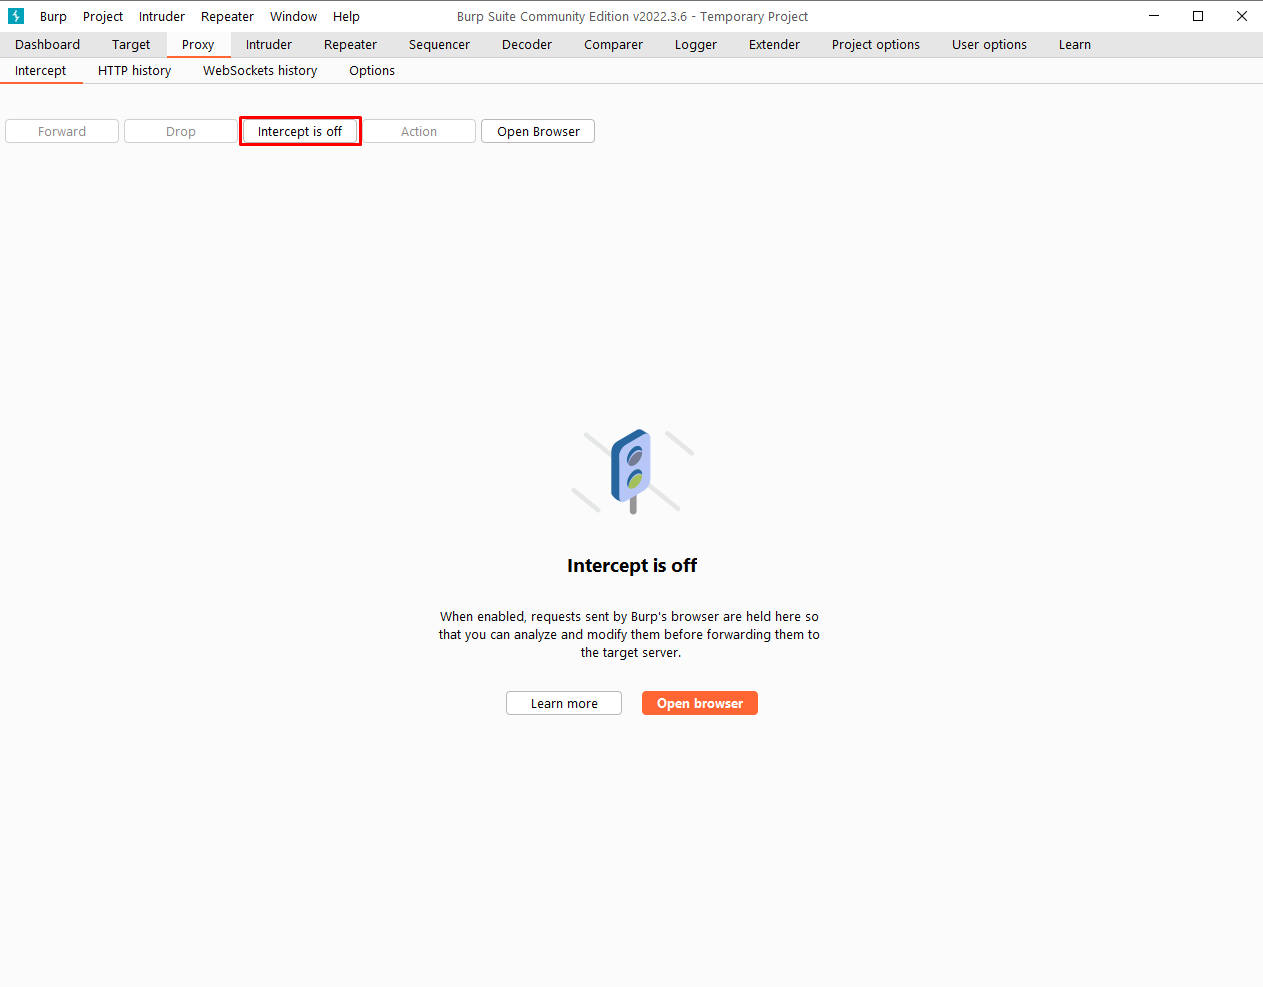 Burp Project Intruder Repeater Window Help Burp Suite Community Edition v2022.3.6 - Temporary Project
Dashboard Target Proxy Intruder Repeater Sequencer Decoder Comparer Logger Extender Project options User options Learn
Intercept HTTP history WebSockets history Options
Forward Drop Intercept is off Action Open Browser
Intercept is off
When enabled, requests sent by Burp's browser are held here so
that you can analyze and modify them before forwarding them to
the target server.
Learn more Open browser